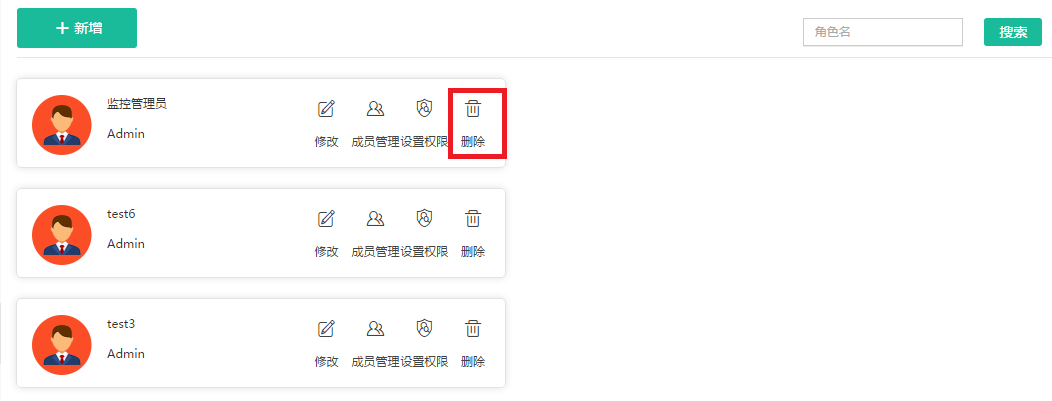 + 新增
角色名
搜索
监控管理员
Admin
修改 成员管理 设置权限 删除
test6
Admin
修改 成员管理 设置权限 删除
test3
Admin
修改 成员管理 设置权限 删除